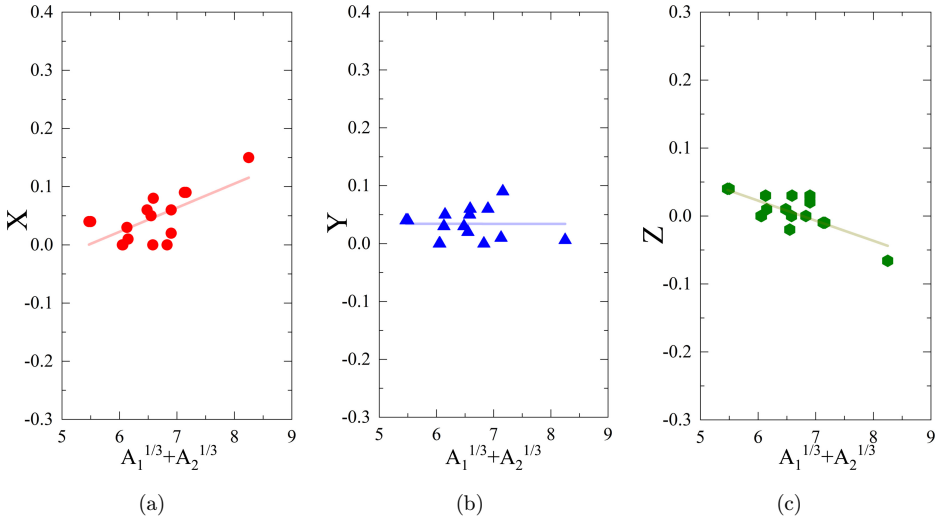 0.4 0.4 0.3
0.3 0.3 0.2
0.2 0.2 0.1
0.1 0.1 0.0
0.0 0.0 -0.1
-0.1 -0.1 -0.2
-0.2 -0.2 -0.3
-0.3 -0.3
X Y Z
5 6 7 8 9 5 6 7 8 9 5 6 7 8 9
A₁^1/3+A₂^1/3 A₁^1/3+A₂^1/3 A₁^1/3+A₂^1/3
(a) (b) (c)